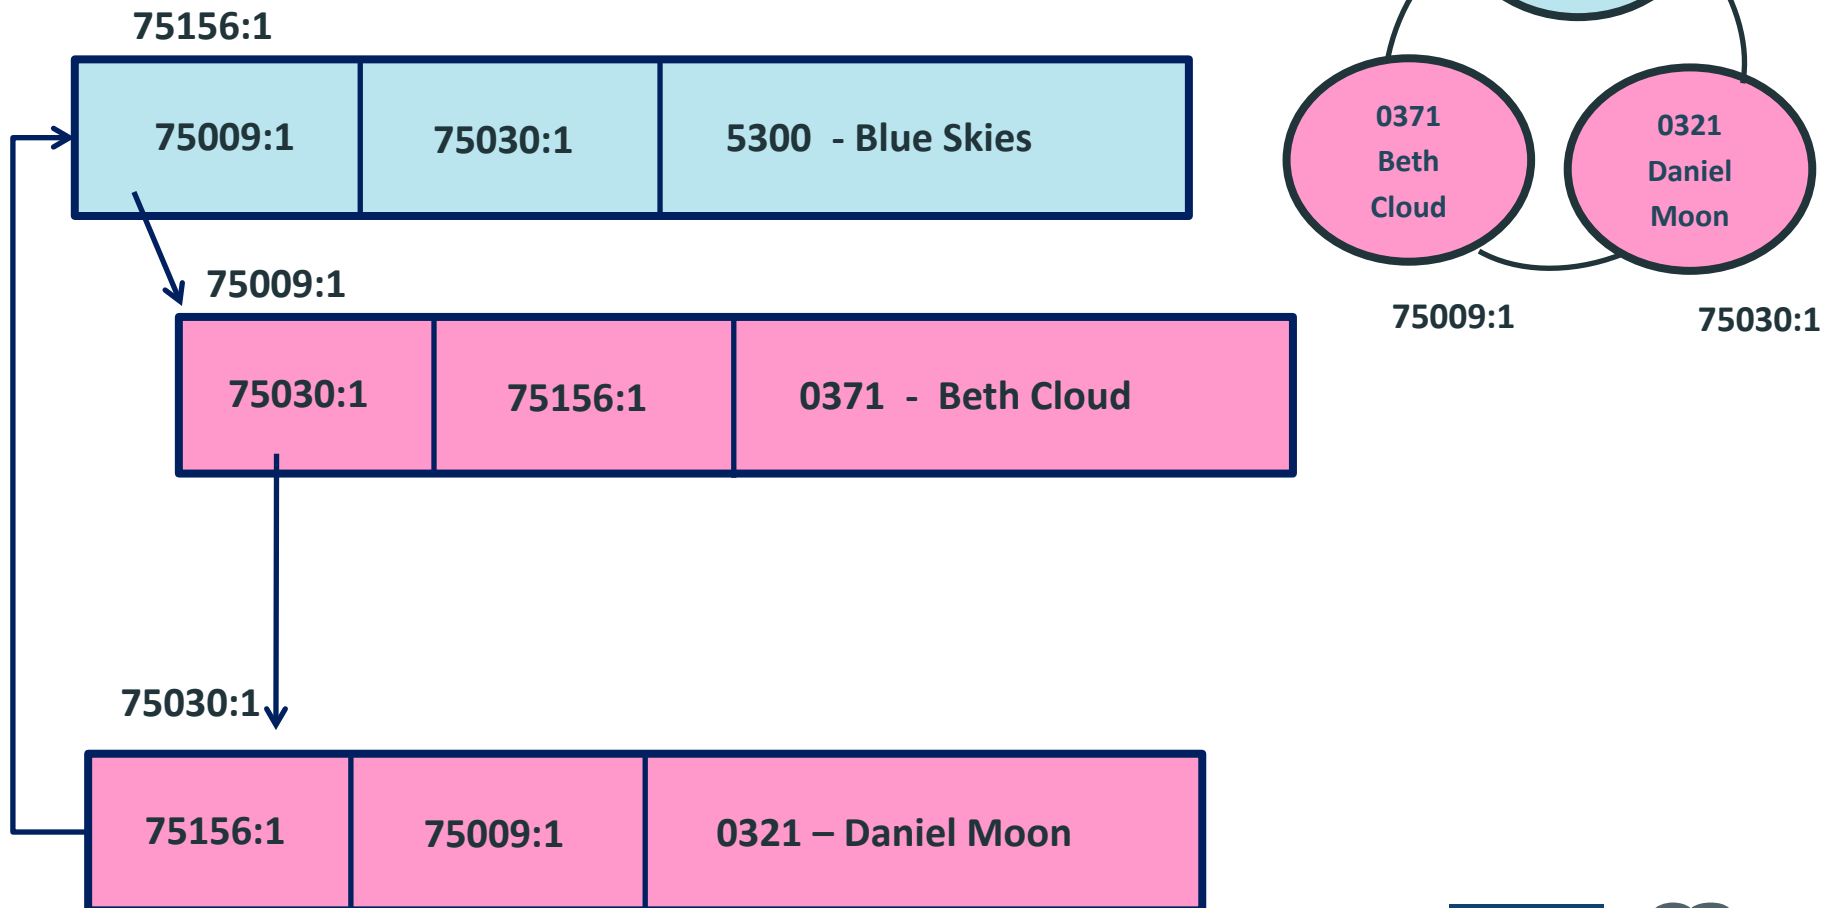 75156:1
75009:1 75030:1 5300 - Blue Skies
75009:1
75030:1 75156:1 0371 - Beth Cloud
75030:1
75156:1 75009:1 0321 – Daniel Moon
0371
Beth
Cloud
0321
Daniel
Moon
75009:1 75030:1